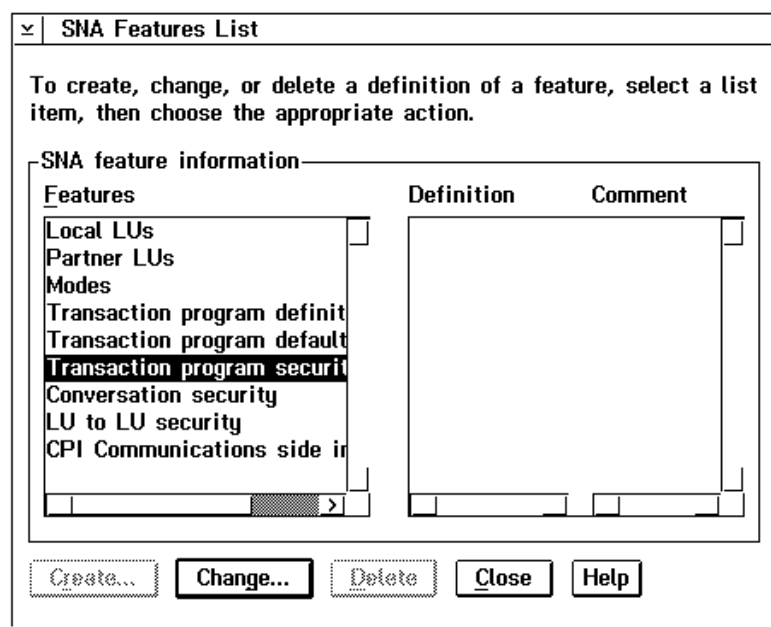 SNA Features List
To create, change, or delete a definition of a feature, select a list
item, then choose the appropriate action.
SNA feature information
Features Definition Comment
Local LUs
Partner LUs
Modes
Transaction program definit
Transaction program default
Transaction program securit
Conversation security
LU to LU security
CPI Communications side in
Create... Change... Delete Close Help